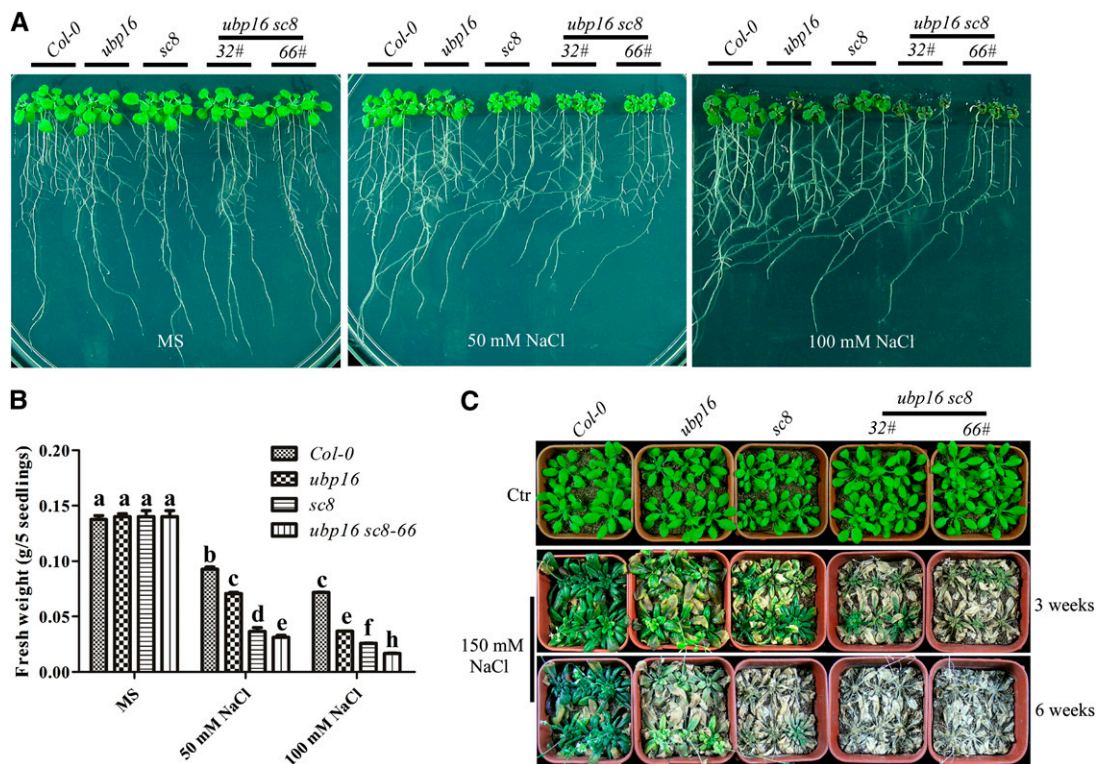 A
Col-0 ubp16 sc8 ubp16 sc8 32# 66#
Col-0 ubp16 sc8 ubp16 sc8 32# 66#
Col-0 ubp16 sc8 ubp16 sc8 32# 66#
MS
50 mM NaCl
100 mM NaCl
B
Fresh weight (g/5 seedlings)
0.20
0.15
0.10
0.05
0.00
Col-0
ubp16
sc8
ubp16 sc8-66
a a a a
b c d e
c e f h
MS
50 mM NaCl
100 mM NaCl
C
Col-0 ubp16 sc8 ubp16 sc8 32# 66#
Ctr
150 mM
NaCl
3 weeks
6 weeks